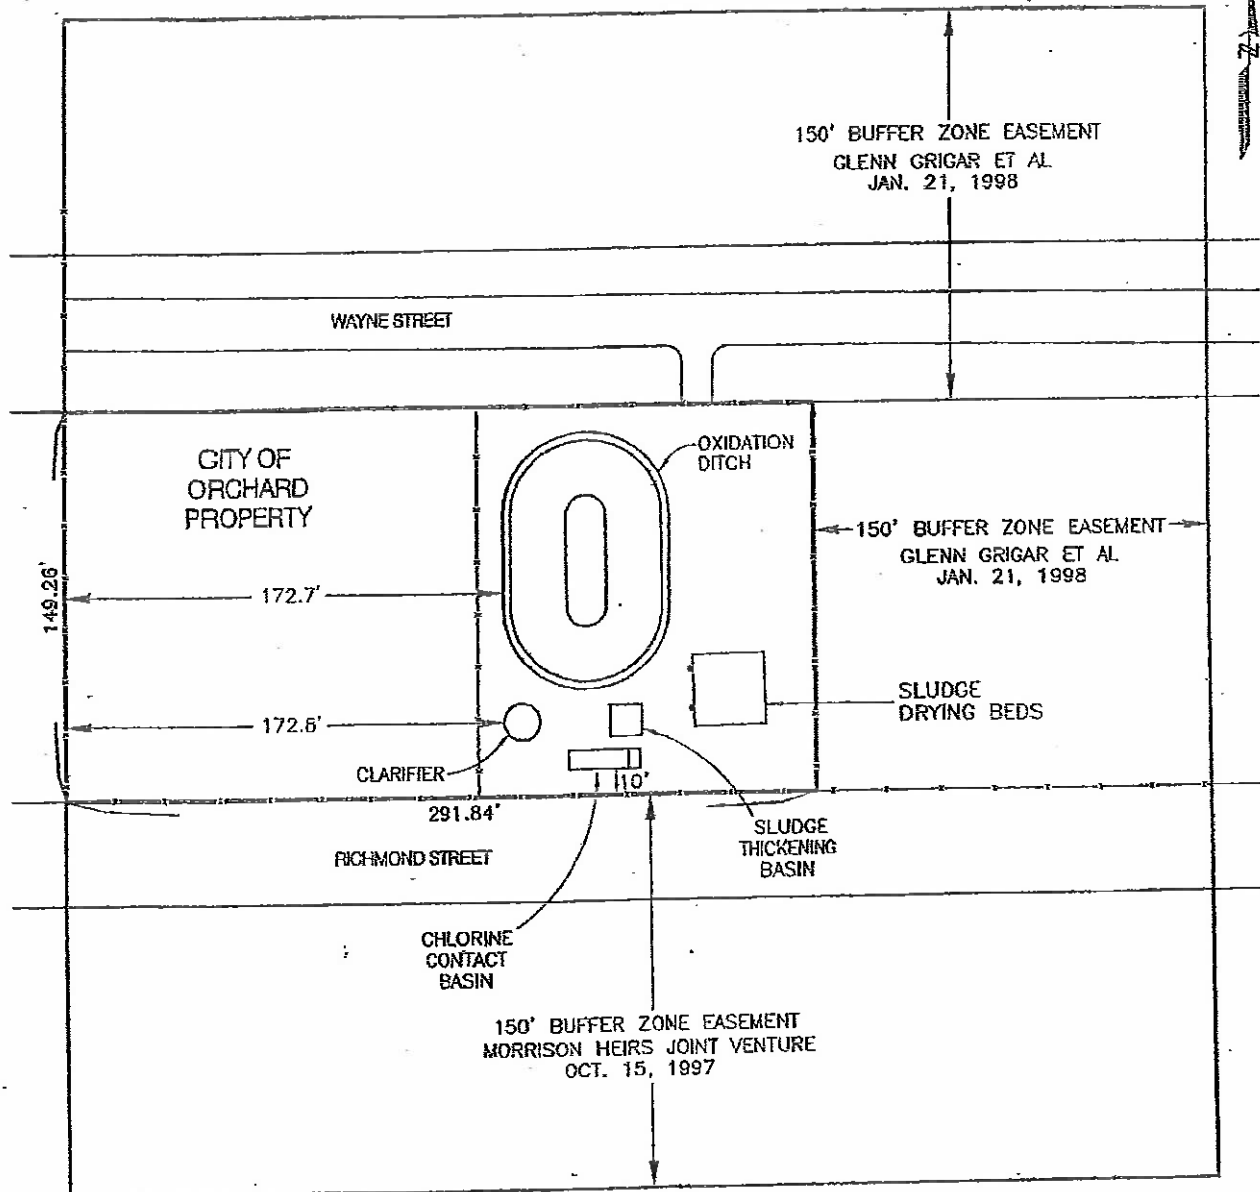 150' BUFFER ZONE EASEMENT
GLENN GRIGAR ET AL
JAN. 21, 1998
N
WAYNE STREET
CITY OF
ORCHARD
PROPERTY
OXIDATION
DITCH
150' BUFFER ZONE EASEMENT
GLENN GRIGAR ET AL
JAN. 21, 1998
149.26'
172.7'
SLUDGE
DRYING BEDS
172.6'
CLARIFIER
10'
291.84'
SLUDGE
THICKENING
BASIN
RICHMOND STREET
CHLORINE
CONTACT
BASIN
150' BUFFER ZONE EASEMENT
MORRISON HEIRS JOINT VENTURE
OCT. 15, 1997